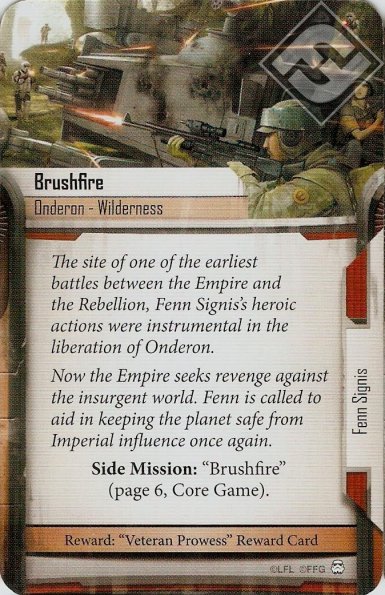 Brushfire
Onderon - Wilderness
The site of one of the earliest
battles between the Empire and
the Rebellion, Fenn Signis's heroic
actions were instrumental in the
liberation of Onderon.
Now the Empire seeks revenge against
the insurgent world. Fenn is called to
aid in keeping the planet safe from
Imperial influence once again.
Side Mission: “Brushfire”
(page 6, Core Game).
Fenn Signis
Reward: “Veteran Prowess” Reward Card
©LFL ©FFG